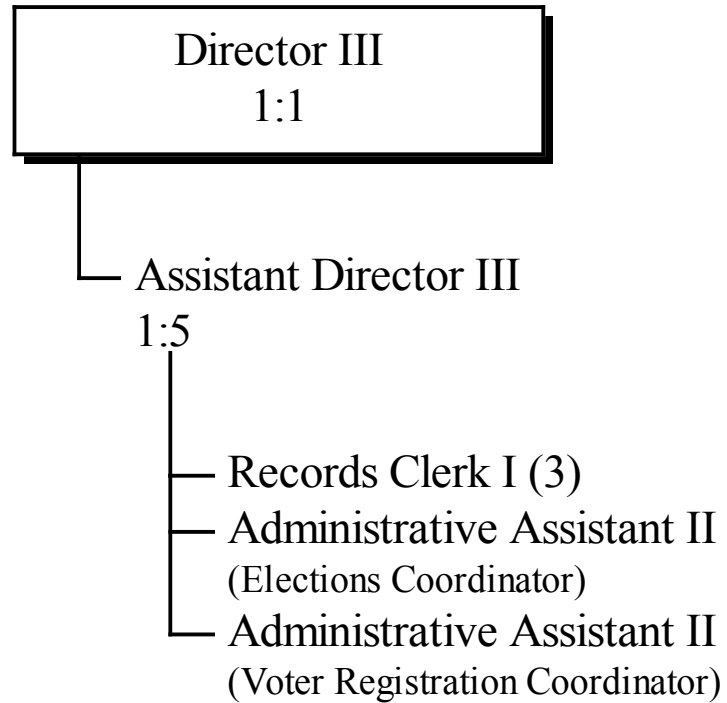 Director III
1:1
Assistant Director III
1:5
Records Clerk I (3)
Administrative Assistant II
(Elections Coordinator)
Administrative Assistant II
(Voter Registration Coordinator)